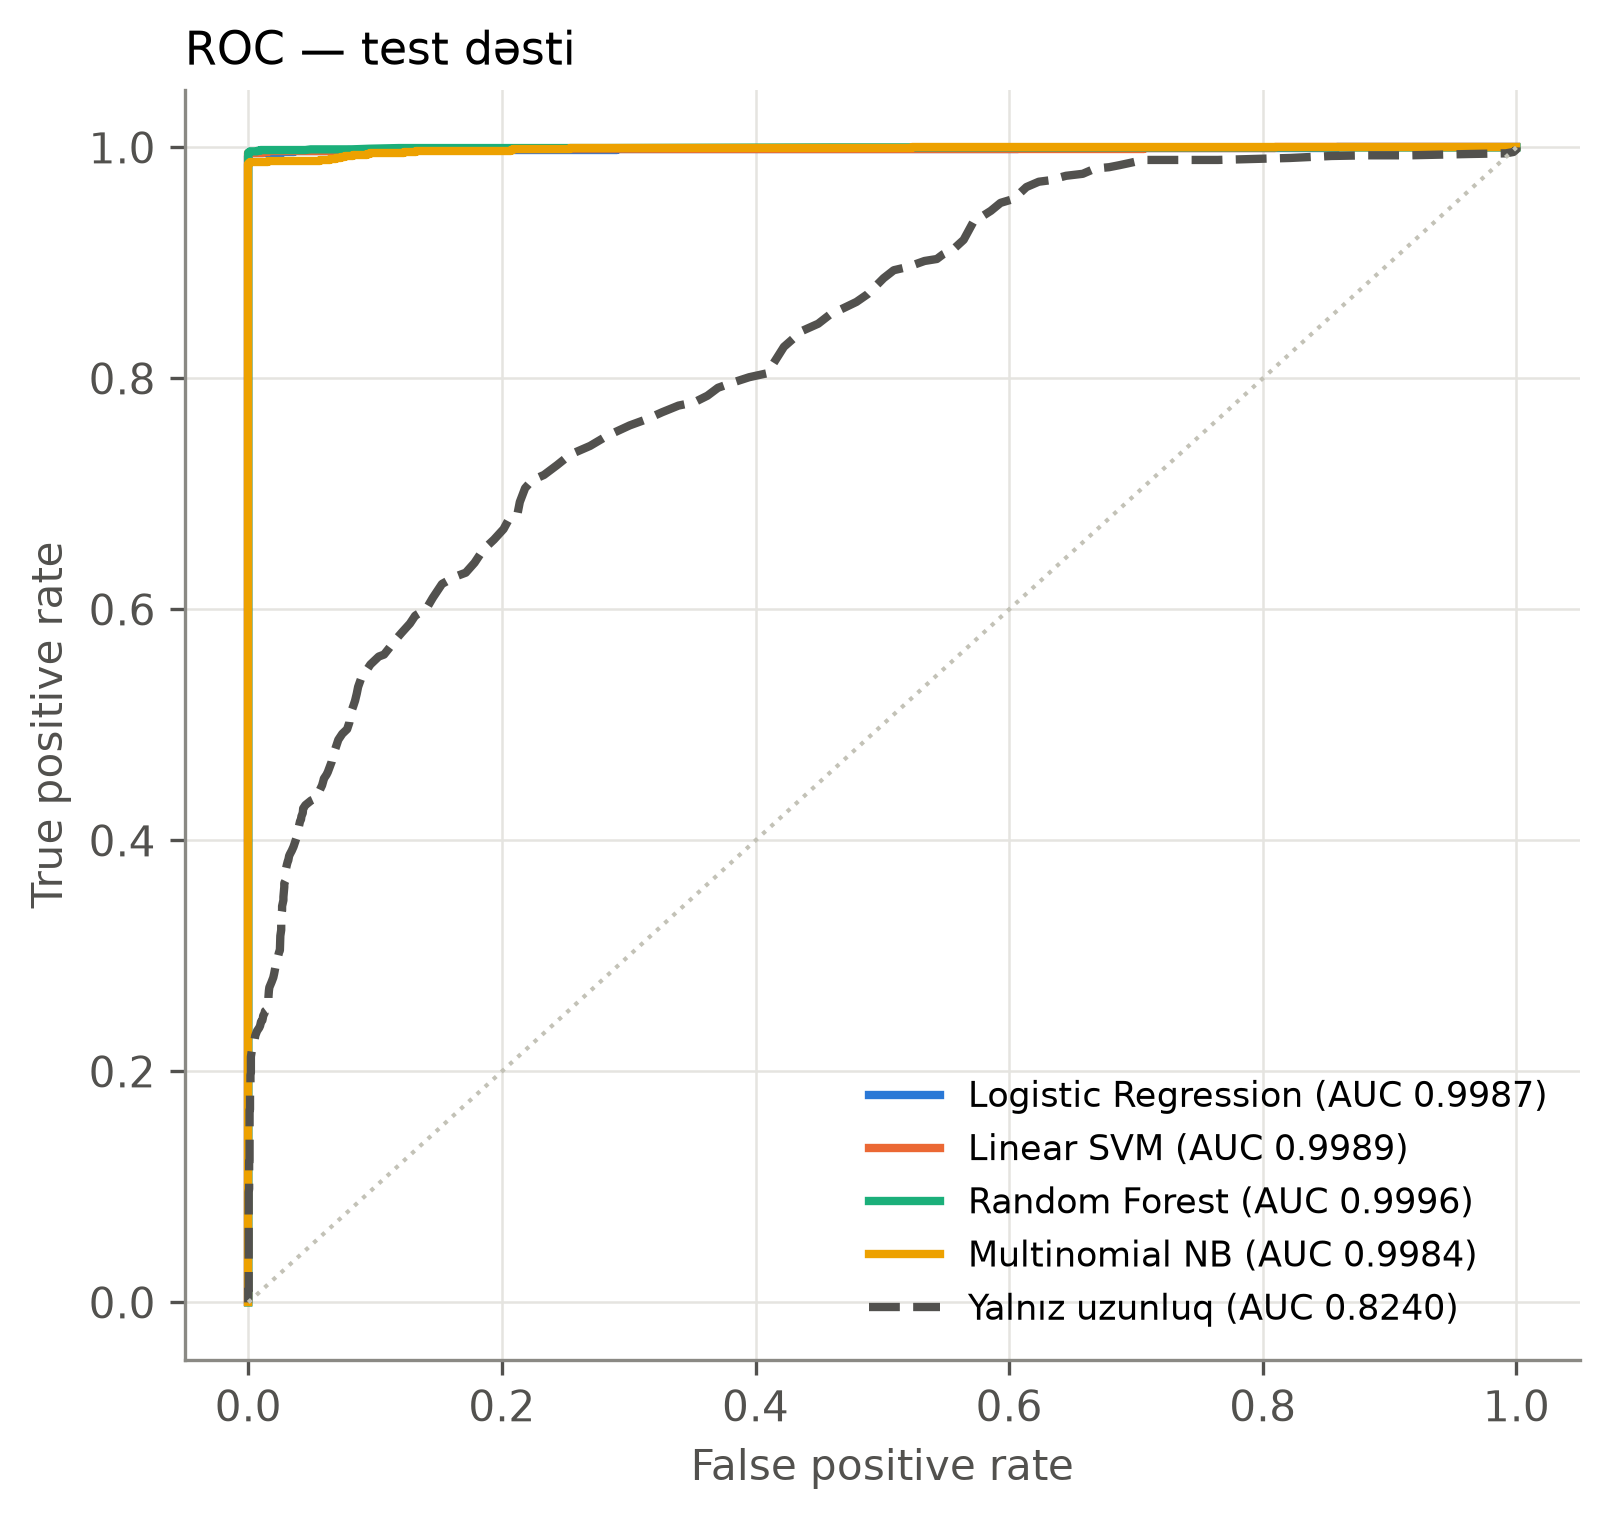 ROC — test dəsti
True positive rate
1.0
0.8
0.6
0.4
0.2
0.0
Logistic Regression (AUC 0.9987)
Linear SVM (AUC 0.9989)
Random Forest (AUC 0.9996)
Multinomial NB (AUC 0.9984)
Yalnız uzunluq (AUC 0.8240)
0.0 0.2 0.4 0.6 0.8 1.0
False positive rate